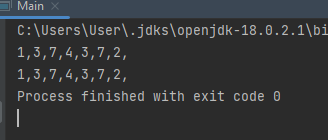 Main
C:\Users\User\.jdks\openjdk-18.0.2.1\bi
1,3,7,4,3,7,2,
1,3,7,4,3,7,2,
Process finished with exit code 0